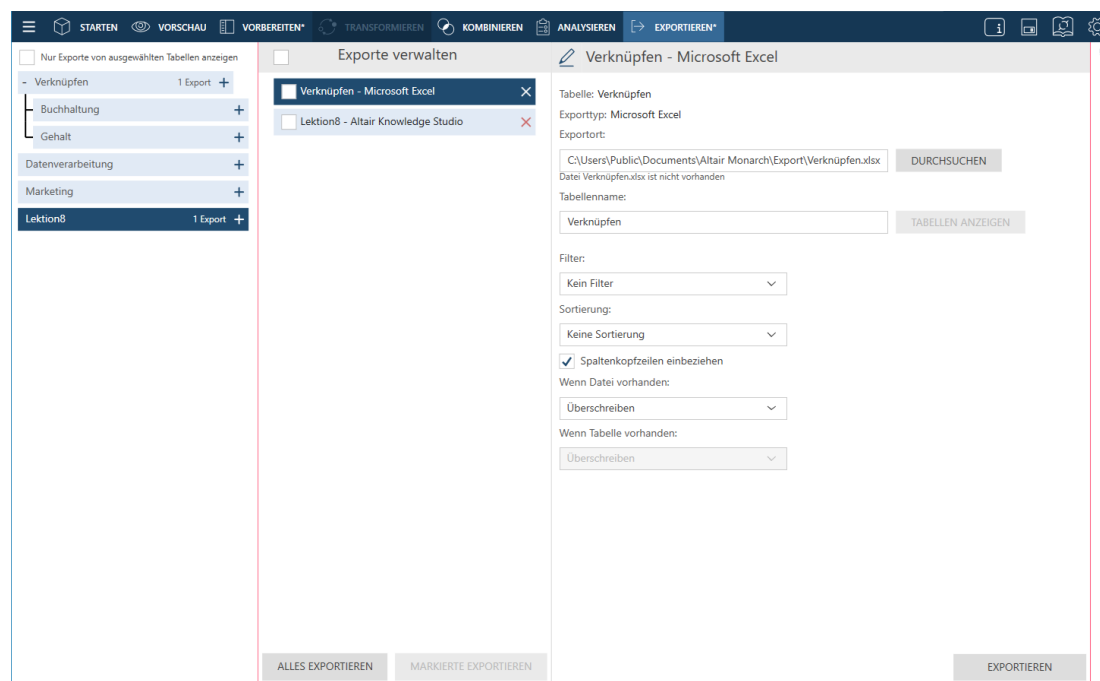 STARTEN VORSCHAU VORBEREITEN* TRANSFORMIEREN KOMBINIEREN ANALYSIEREN EXPORTIEREN*
Nur Exporte von ausgewählten Tabellen anzeigen
- Verknüpfen 1 Export +
Buchhaltung +
Gehalt +
Datenverarbeitung +
Marketing +
Lektion8 1 Export +
Exporte verwalten
Verknüpfen - Microsoft Excel
Lektion8 - Altair Knowledge Studio
ALLES EXPORTIEREN MARKIERTE EXPORTIEREN
Verknüpfen - Microsoft Excel
Tabelle: Verknüpfen
Exporttyp: Microsoft Excel
Exportort:
C:\Users\Public\Documents\Altair Monarch\Export\Verknüpfen.xlsx DURCHSUCHEN
Datei Verknüpfen.xlsx ist nicht vorhanden
Tabellenname:
Verknüpfen TABELLEN ANZEIGEN
Filter:
Kein Filter
Sortierung:
Keine Sortierung
Spaltenkopfzeilen einbeziehen
Wenn Datei vorhanden:
Überschreiben
Wenn Tabelle vorhanden:
Überschreiben
EXPORTIEREN